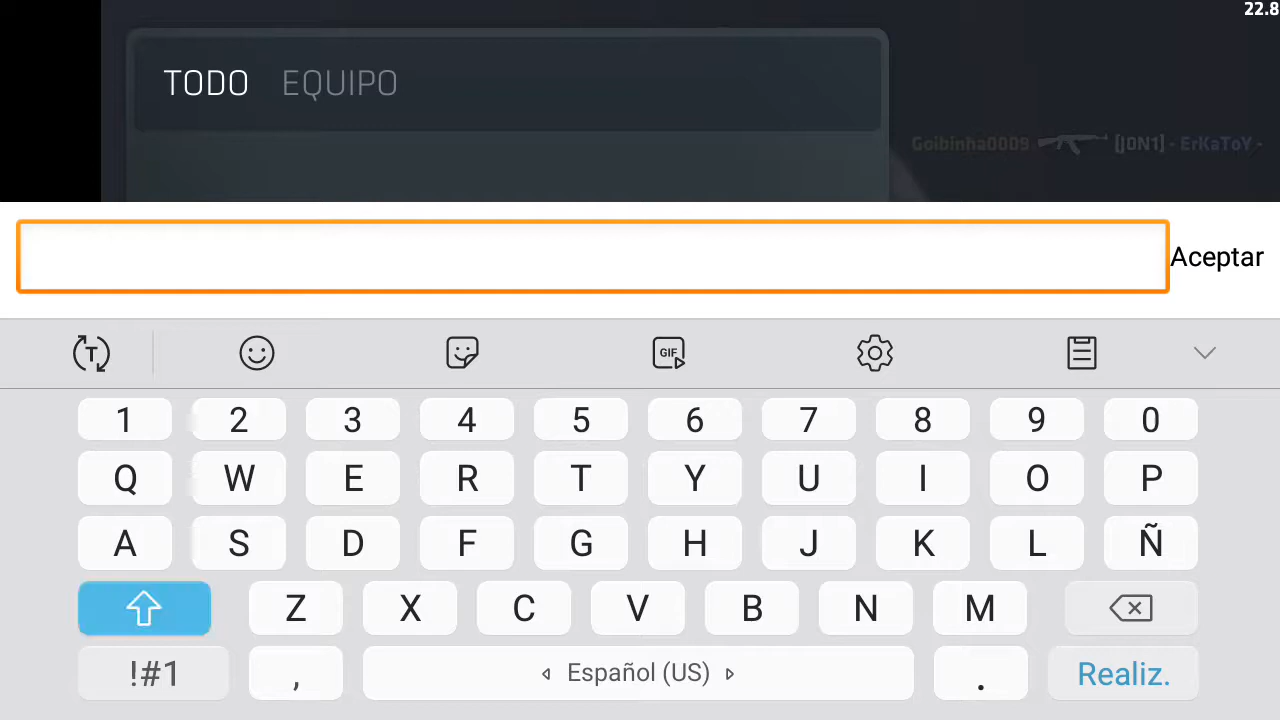 22.8
TODO EQUIPO
Goibinha0009 [JON1] - ErKaToY -
Aceptar
T GIF
1 2 3 4 5 6 7 8 9 0
Q W E R T Y U I O P
A S D F G H J K L Ñ
Z X C V B N M
!#1 , Español (US) . Realiz.